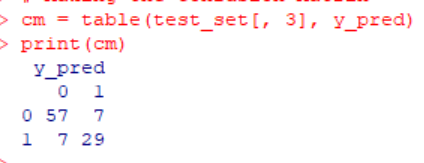 > cm = table(test_set[, 3], y_pred)
> print(cm)
y_pred
0 1
0 57 7
1 7 29